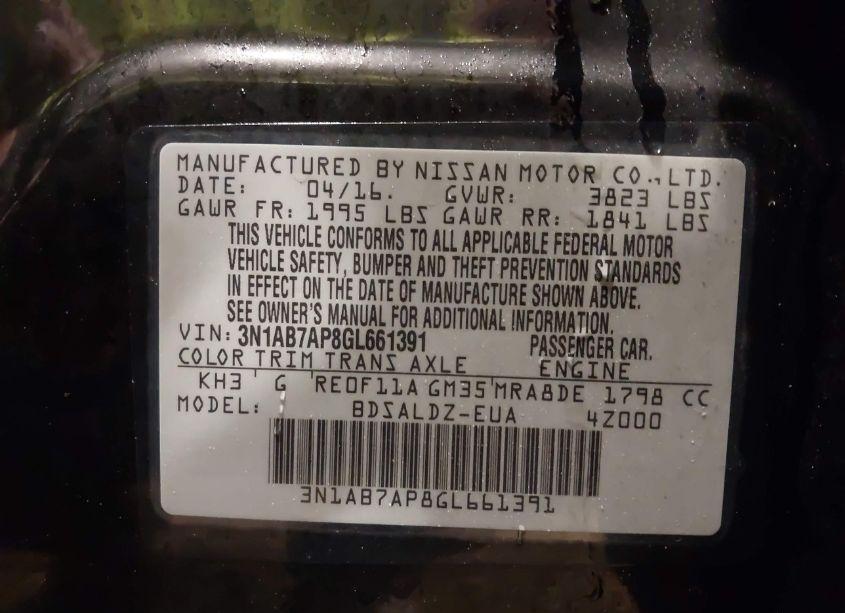 MANUFACTURED BY NISSAN MOTOR CO., LTD.
DATE: 04/16. GVWR: 3823 LBS
GAWR FR: 1995 LBS GAWR RR: 1841 LBS
THIS VEHICLE CONFORMS TO ALL APPLICABLE FEDERAL MOTOR
VEHICLE SAFETY, BUMPER AND THEFT PREVENTION STANDARDS
IN EFFECT ON THE DATE OF MANUFACTURE SHOWN ABOVE.
SEE OWNER'S MANUAL FOR ADDITIONAL INFORMATION.
VIN: 3N1AB7AP8GL661391 PASSENGER CAR.
COLOR TRIM TRANS AXLE ENGINE
KH3 G RE0F11A GM35 MRA8DE 1798 CC
MODEL: BDSALDZ-EUA 4Z000
3N1AB7AP8GL661391